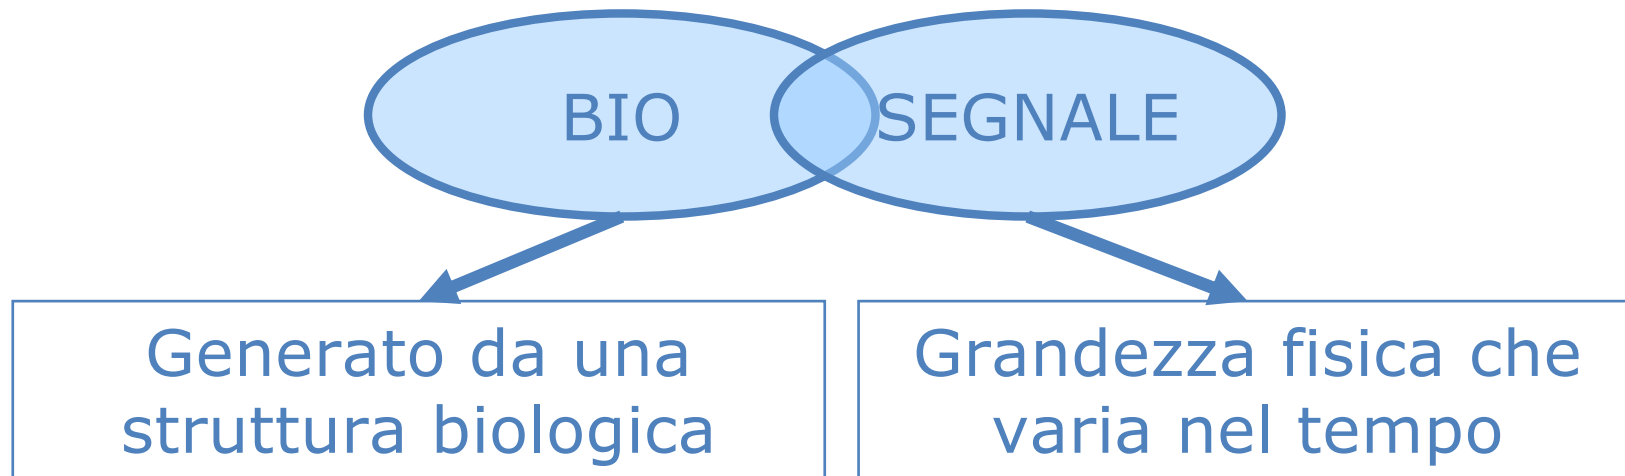 BIO SEGNALE
Generato da una
struttura biologica
Grandezza fisica che
varia nel tempo